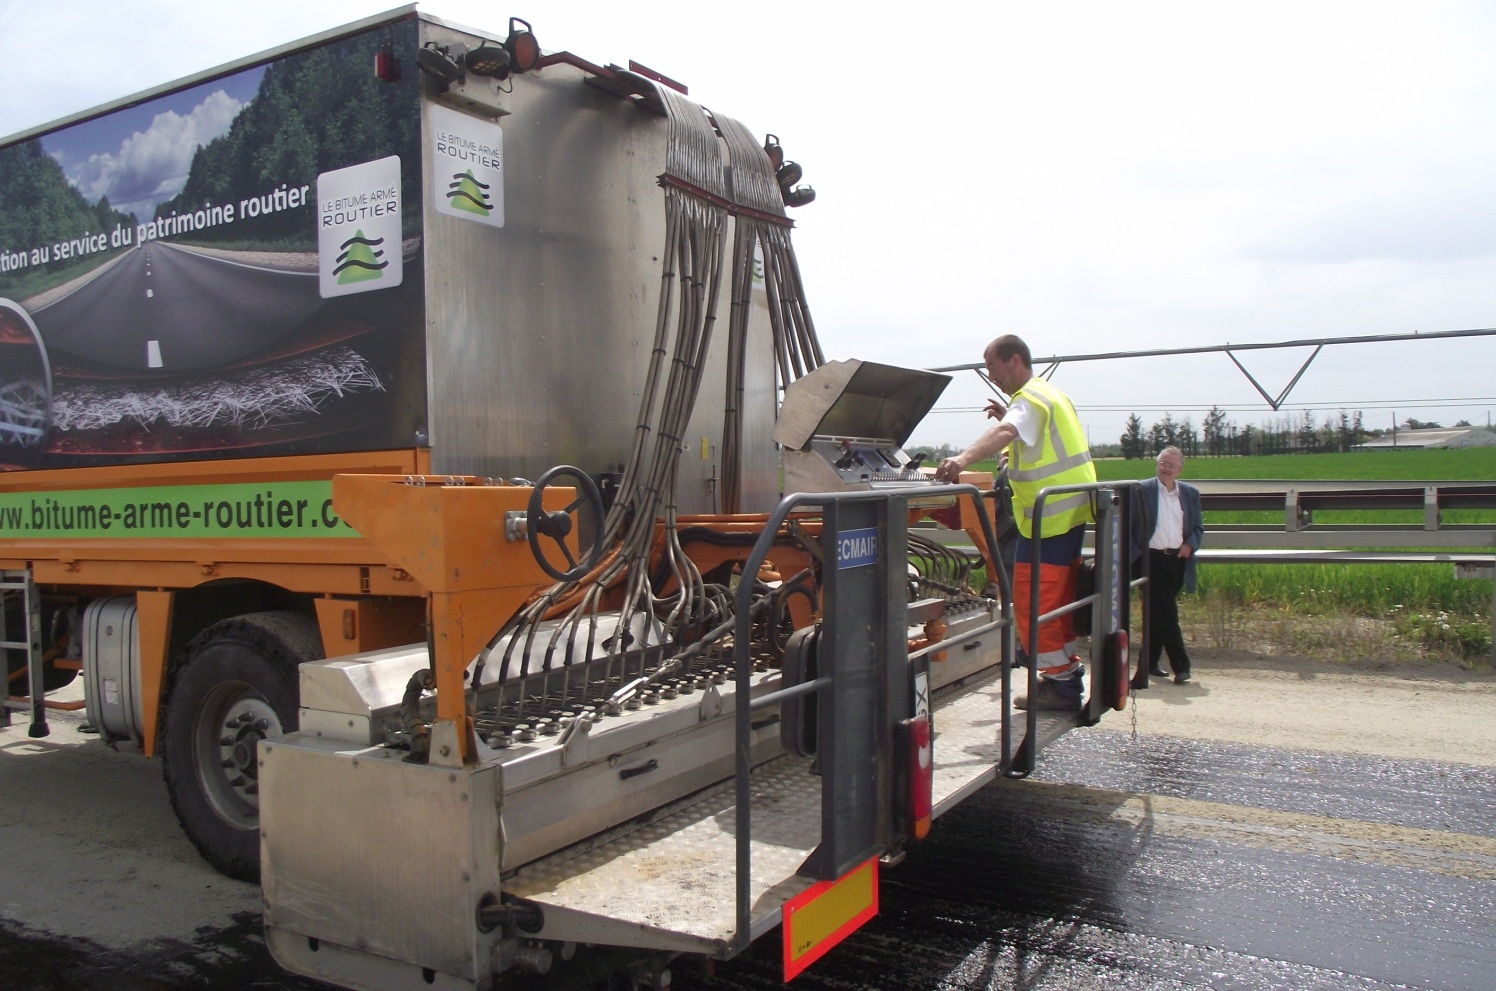 tion au service du patrimoine routier
LE BITUME ARMÉ
ROUTIER
LE BITUME ARMÉ
ROUTIER
www.bitume-arme-routier.c
ECMAIR